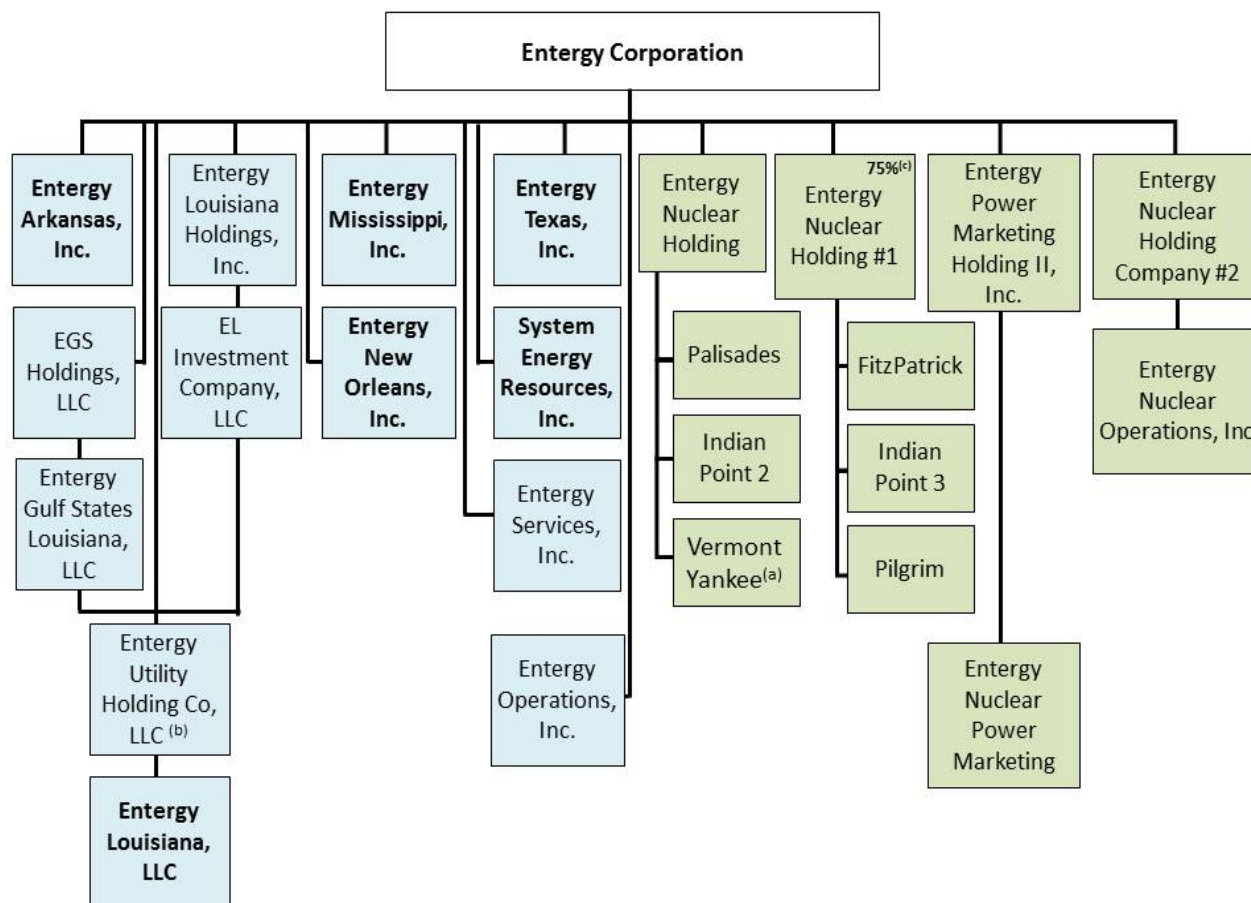 Entergy Corporation
Entergy
Arkansas,
Inc.
Entergy
Louisiana
Holdings,
Inc.
Entergy
Mississippi,
Inc.
Entergy
Texas,
Inc.
Entergy
Nuclear
Holding
75%(c)
Entergy
Nuclear
Holding #1
Entergy
Power
Marketing
Holding II,
Inc.
Entergy
Nuclear
Holding
Company #2
EGS
Holdings,
LLC
EL
Investment
Company,
LLC
Entergy
New
Orleans,
Inc.
System
Energy
Resources,
Inc.
Palisades
FitzPatrick
Entergy
Nuclear
Operations, Inc
Entergy
Gulf States
Louisiana,
LLC
Entergy
Services,
Inc.
Indian
Point 2
Indian
Point 3
Vermont
Yankee(a)
Pilgrim
Entergy
Utility
Holding Co,
LLC (b)
Entergy
Operations,
Inc.
Entergy
Nuclear
Power
Marketing
Entergy
Louisiana,
LLC